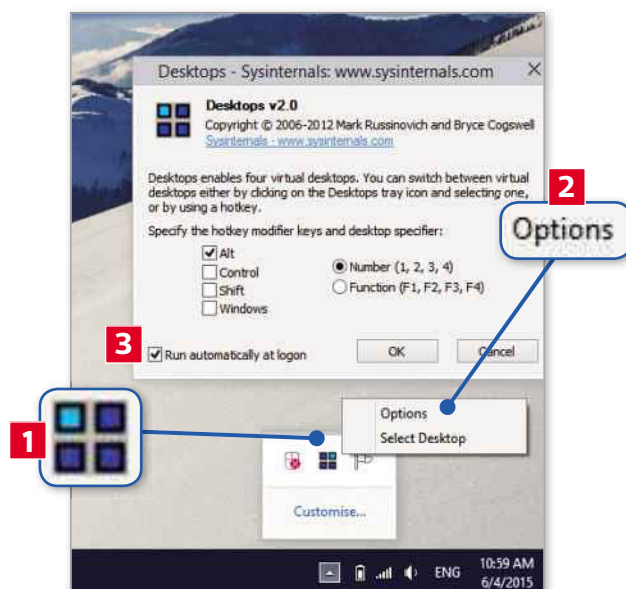 Desktops - Sysinternals: www.sysinternals.com
Desktops v2.0
Copyright © 2006-2012 Mark Russinovich and Bryce Cogswell
Sysinternals - www.sysinternals.com
Desktops enables four virtual desktops. You can switch between virtual
desktops either by clicking on the Desktops tray icon and selecting one,
or by using a hotkey.
2
Options
Specify the hotkey modifier keys and desktop specifier:
Alt
Control
Shift
Windows
Number (1, 2, 3, 4)
Function (F1, F2, F3, F4)
3
Run automatically at logon
OK
Cancel
1
Options
Select Desktop
Customise...
ENG
10:59 AM
6/4/2015